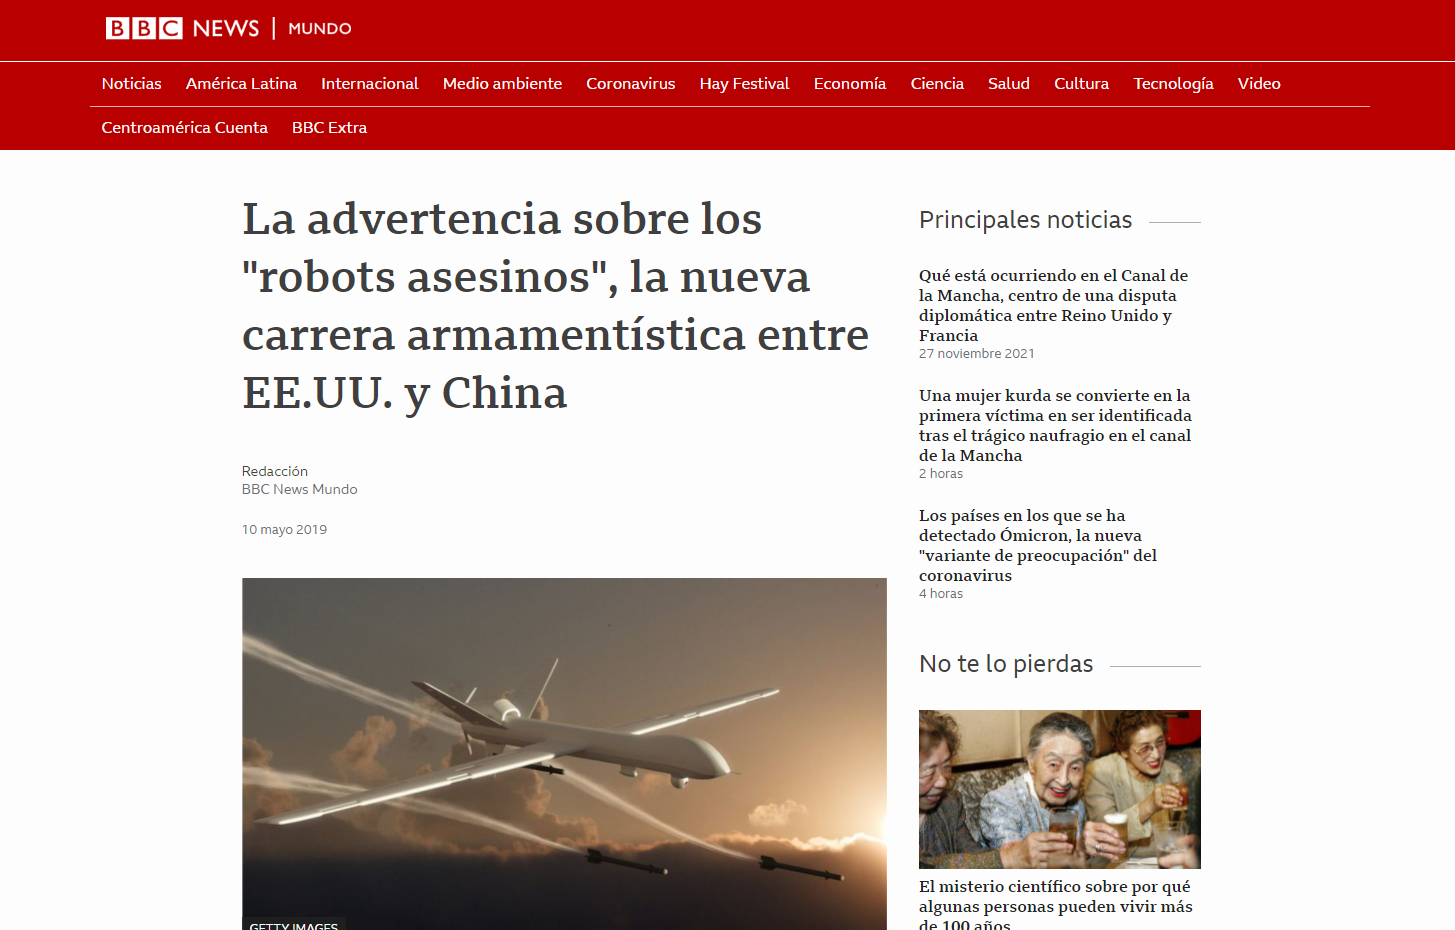 BBC NEWS | MUNDO
Noticias América Latina Internacional Medio ambiente Coronavirus Hay Festival Economía Ciencia Salud Cultura Tecnología Video
Centroamérica Cuenta BBC Extra
La advertencia sobre los
"robots asesinos", la nueva
carrera armamentística entre
EE.UU. y China
Redacción
BBC News Mundo
10 mayo 2019
GETTY IMAGES
Principales noticias
Qué está ocurriendo en el Canal de
la Mancha, centro de una disputa
diplomática entre Reino Unido y
Francia
27 noviembre 2021
Una mujer kurda se convierte en la
primera víctima en ser identificada
tras el trágico naufragio en el canal
de la Mancha
2 horas
Los países en los que se ha
detectado Ómicron, la nueva
"variante de preocupación" del
coronavirus
4 horas
No te lo pierdas
El misterio científico sobre por qué
algunas personas pueden vivir más
de 100 años